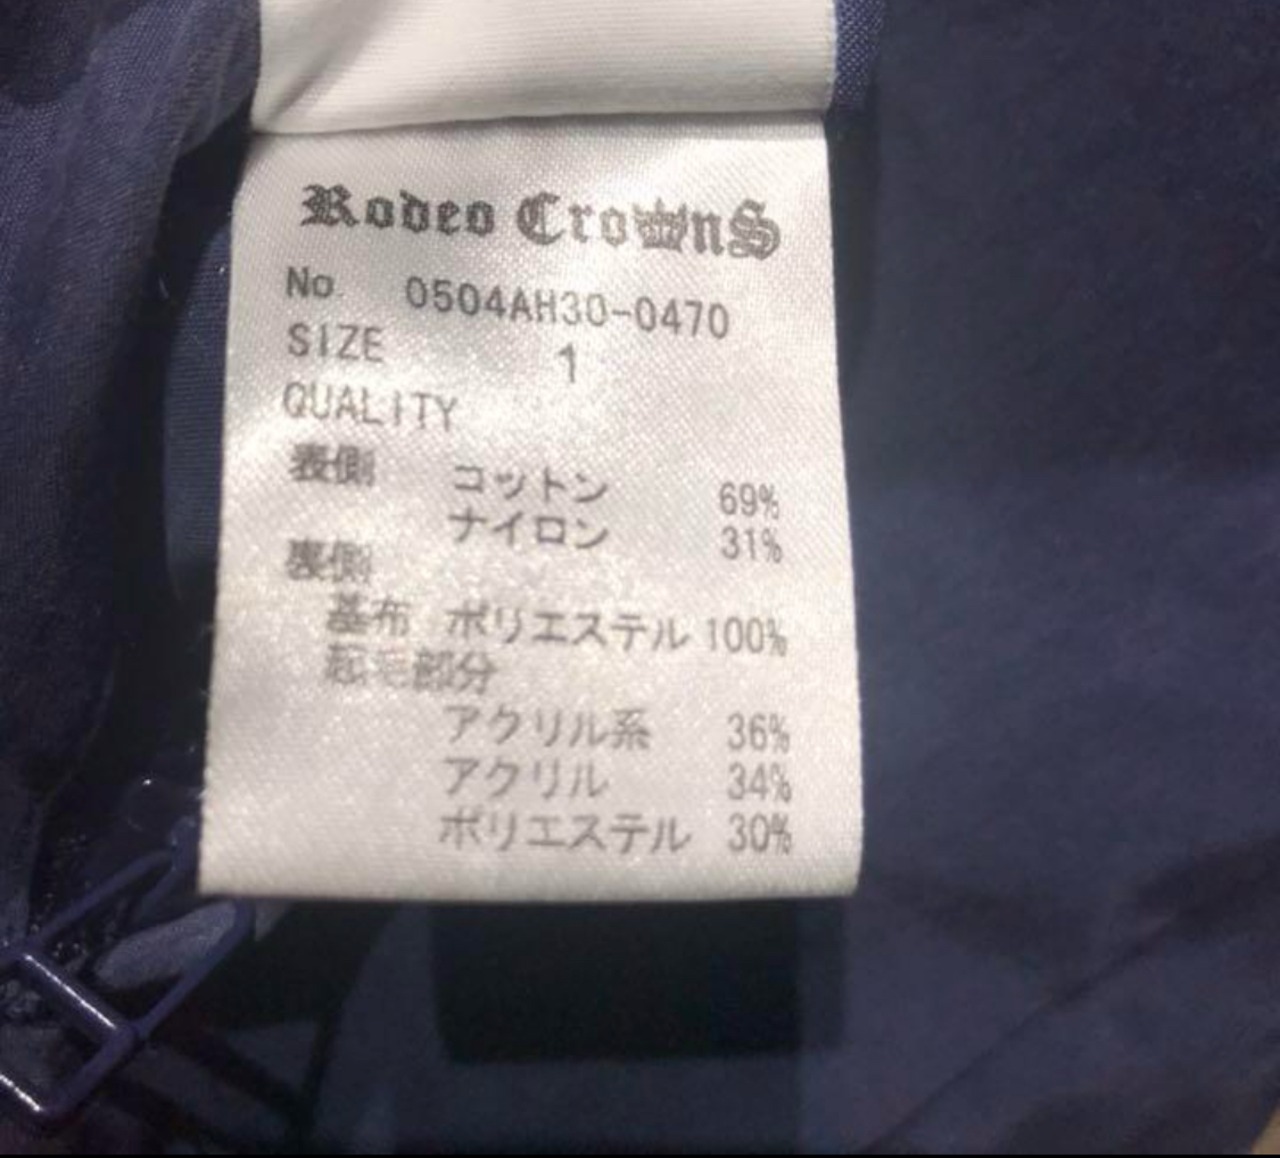 Rodeo CrownS
No. 0504AH30-0470
SIZE 1
QUALITY
表側 コットン 69%
ナイロン 31%
裏側
基布 ポリエステル 100%
起毛部分
アクリル系 36%
アクリル 34%
ポリエステル 30%